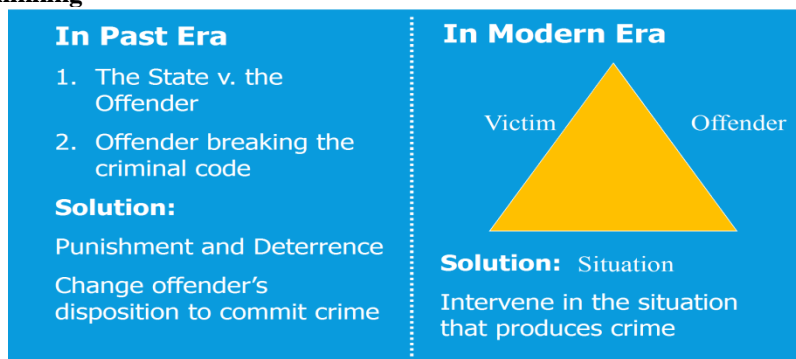 In Past Era
1. The State v. the
Offender
2. Offender breaking the
criminal code
Solution:
Punishment and Deterrence
Change offender's
disposition to commit crime
In Modern Era
Victim
Offender
Solution: Situation
Intervene in the situation
that produces crime